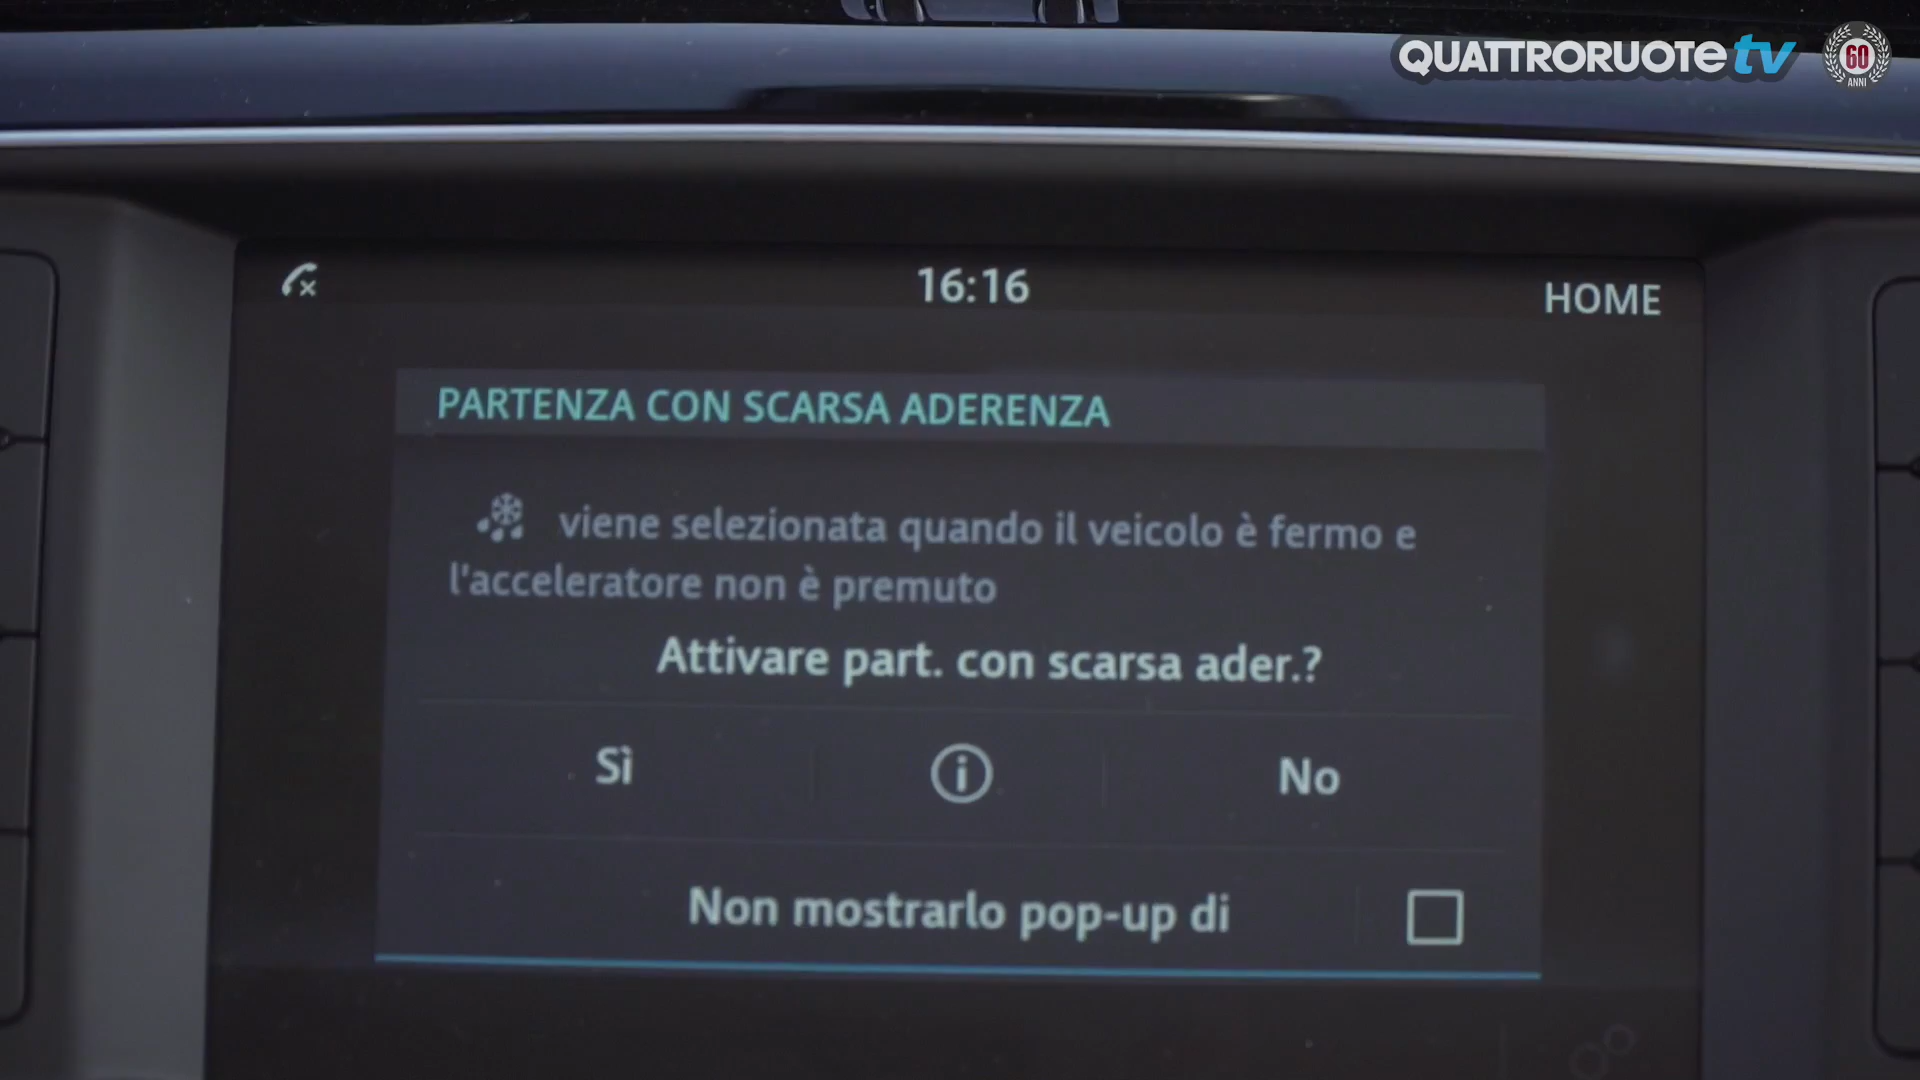 QUATTRORUOTE tv
60
ANNI
16:16
HOME
PARTENZA CON SCARSA ADERENZA
viene selezionata quando il veicolo è fermo e
l'acceleratore non è premuto
Attivare part. con scarsa ader.?
Sì
i
No
Non mostrarlo pop-up di